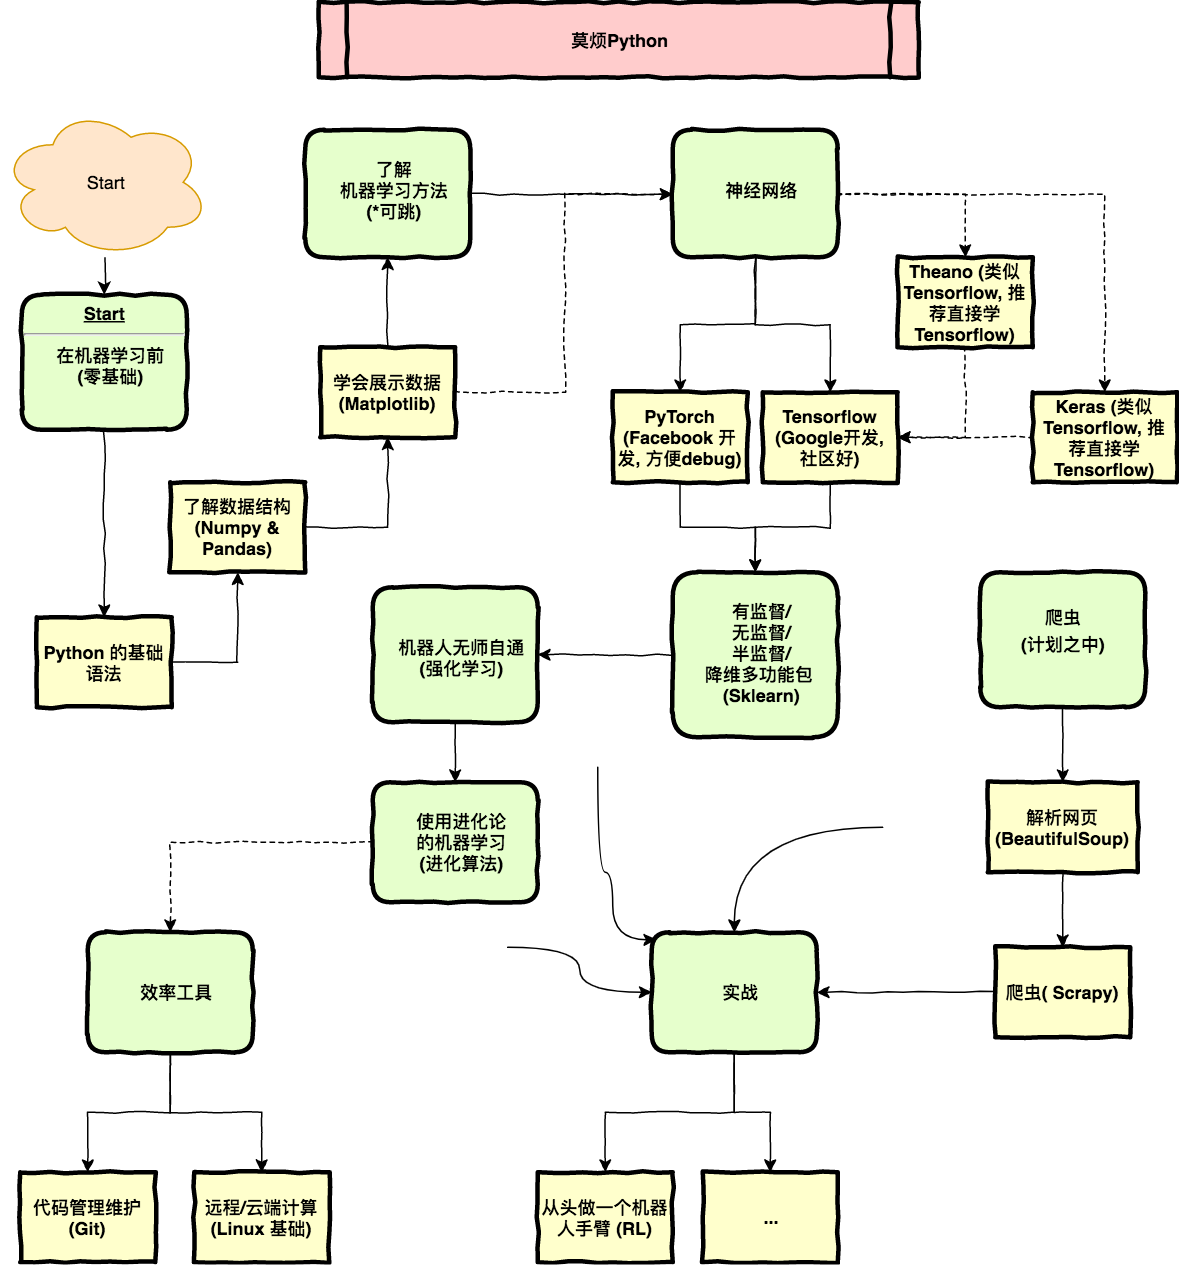 莫烦Python
Start
Start
在机器学习前
(零基础)
Python 的基础
语法
了解数据结构
(Numpy &
Pandas)
学会展示数据
(Matplotlib)
了解
机器学习方法
(*可跳)
神经网络
Theano (类似
Tensorflow, 推
荐直接学
Tensorflow)
Keras (类似
Tensorflow, 推
荐直接学
Tensorflow)
PyTorch
(Facebook 开
发, 方便debug)
Tensorflow
(Google开发,
社区好)
有监督/
无监督/
半监督/
降维多功能包
(Sklearn)
机器人无师自通
(强化学习)
使用进化论
的机器学习
(进化算法)
爬虫
(计划之中)
解析网页
(BeautifulSoup)
爬虫( Scrapy)
效率工具
实战
代码管理维护
(Git)
远程/云端计算
(Linux 基础)
从头做一个机器
人手臂 (RL)
...